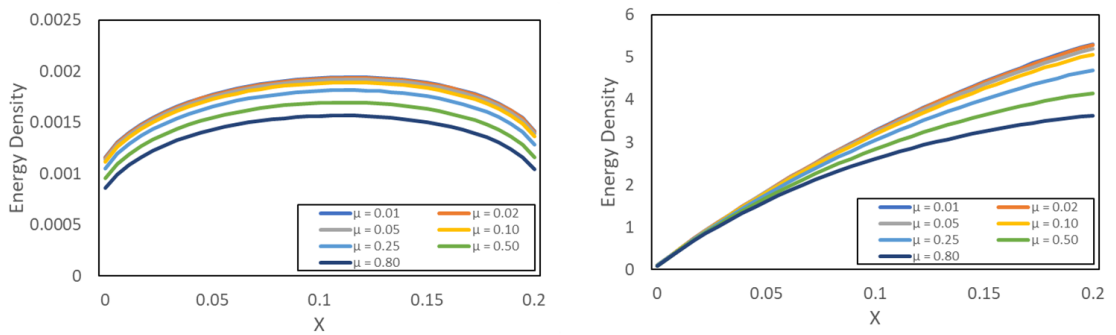 0.0025
0.002
0.0015
0.001
0.0005
0
Energy Density
0 0.05 0.1 0.15 0.2
X
μ = 0.01 μ = 0.02
μ = 0.05 μ = 0.10
μ = 0.25 μ = 0.50
μ = 0.80
6
5
4
3
2
1
0
Energy Density
0 0.05 0.1 0.15 0.2
X
μ = 0.01 μ = 0.02
μ = 0.05 μ = 0.10
μ = 0.25 μ = 0.50
μ = 0.80